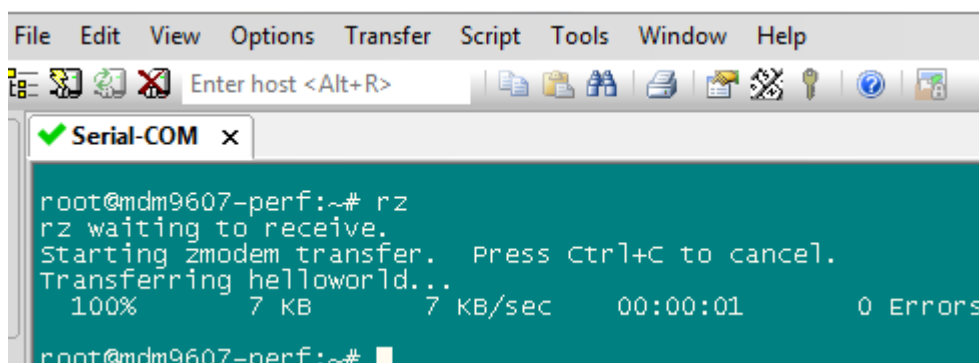 File Edit View Options Transfer Script Tools Window Help
Enter host <Alt+R>
Serial-COM x
root@mdm9607-perf:~# rz
rz waiting to receive.
Starting zmodem transfer.  Press Ctrl+C to cancel.
Transferring helloworld...
  100%       7 KB       7 KB/sec    00:00:01       0 Errors
root@mdm9607-perf:~#